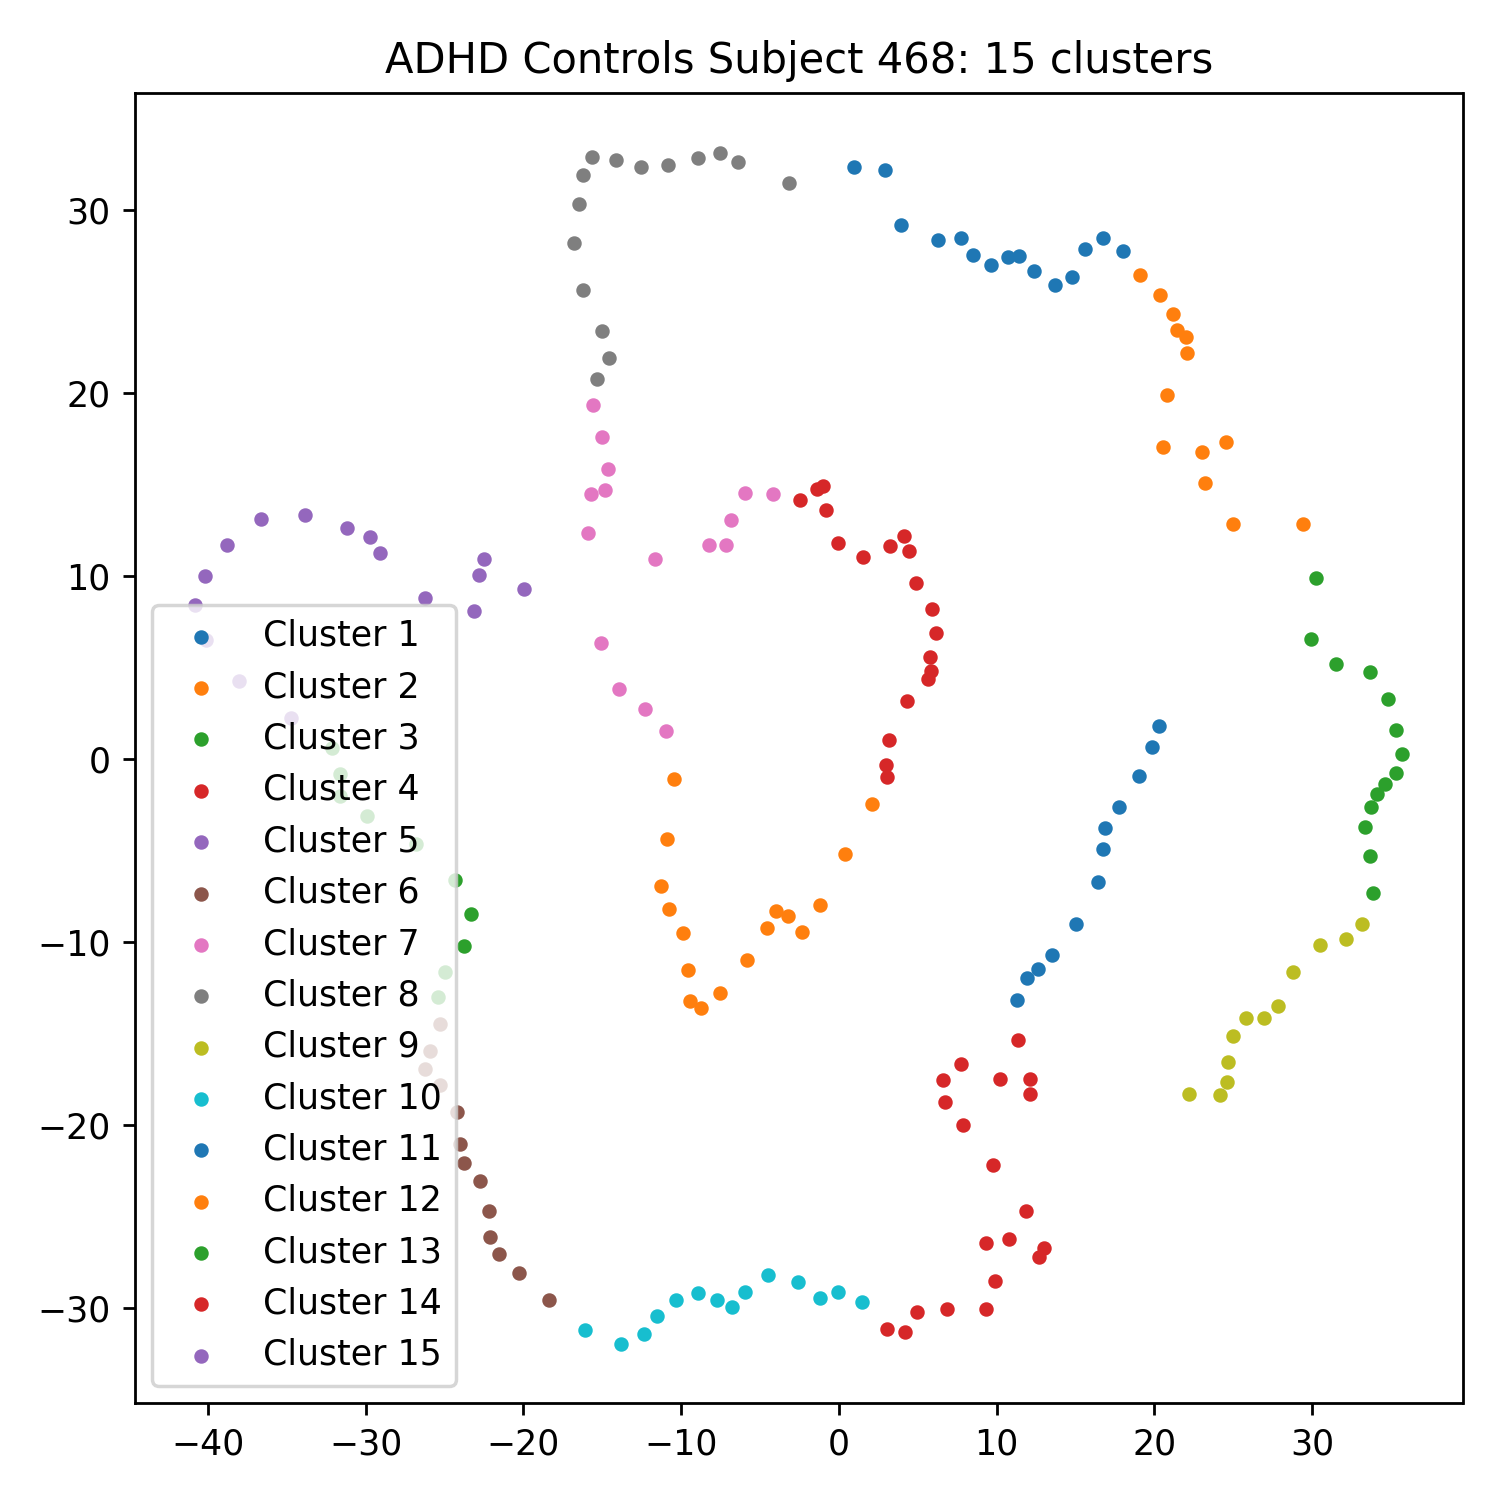 ADHD Controls Subject 468: 15 clusters
30
20
10
0
−10
−20
−30
Cluster 1
Cluster 2
Cluster 3
Cluster 4
Cluster 5
Cluster 6
Cluster 7
Cluster 8
Cluster 9
Cluster 10
Cluster 11
Cluster 12
Cluster 13
Cluster 14
Cluster 15
−40 −30 −20 −10 0 10 20 30